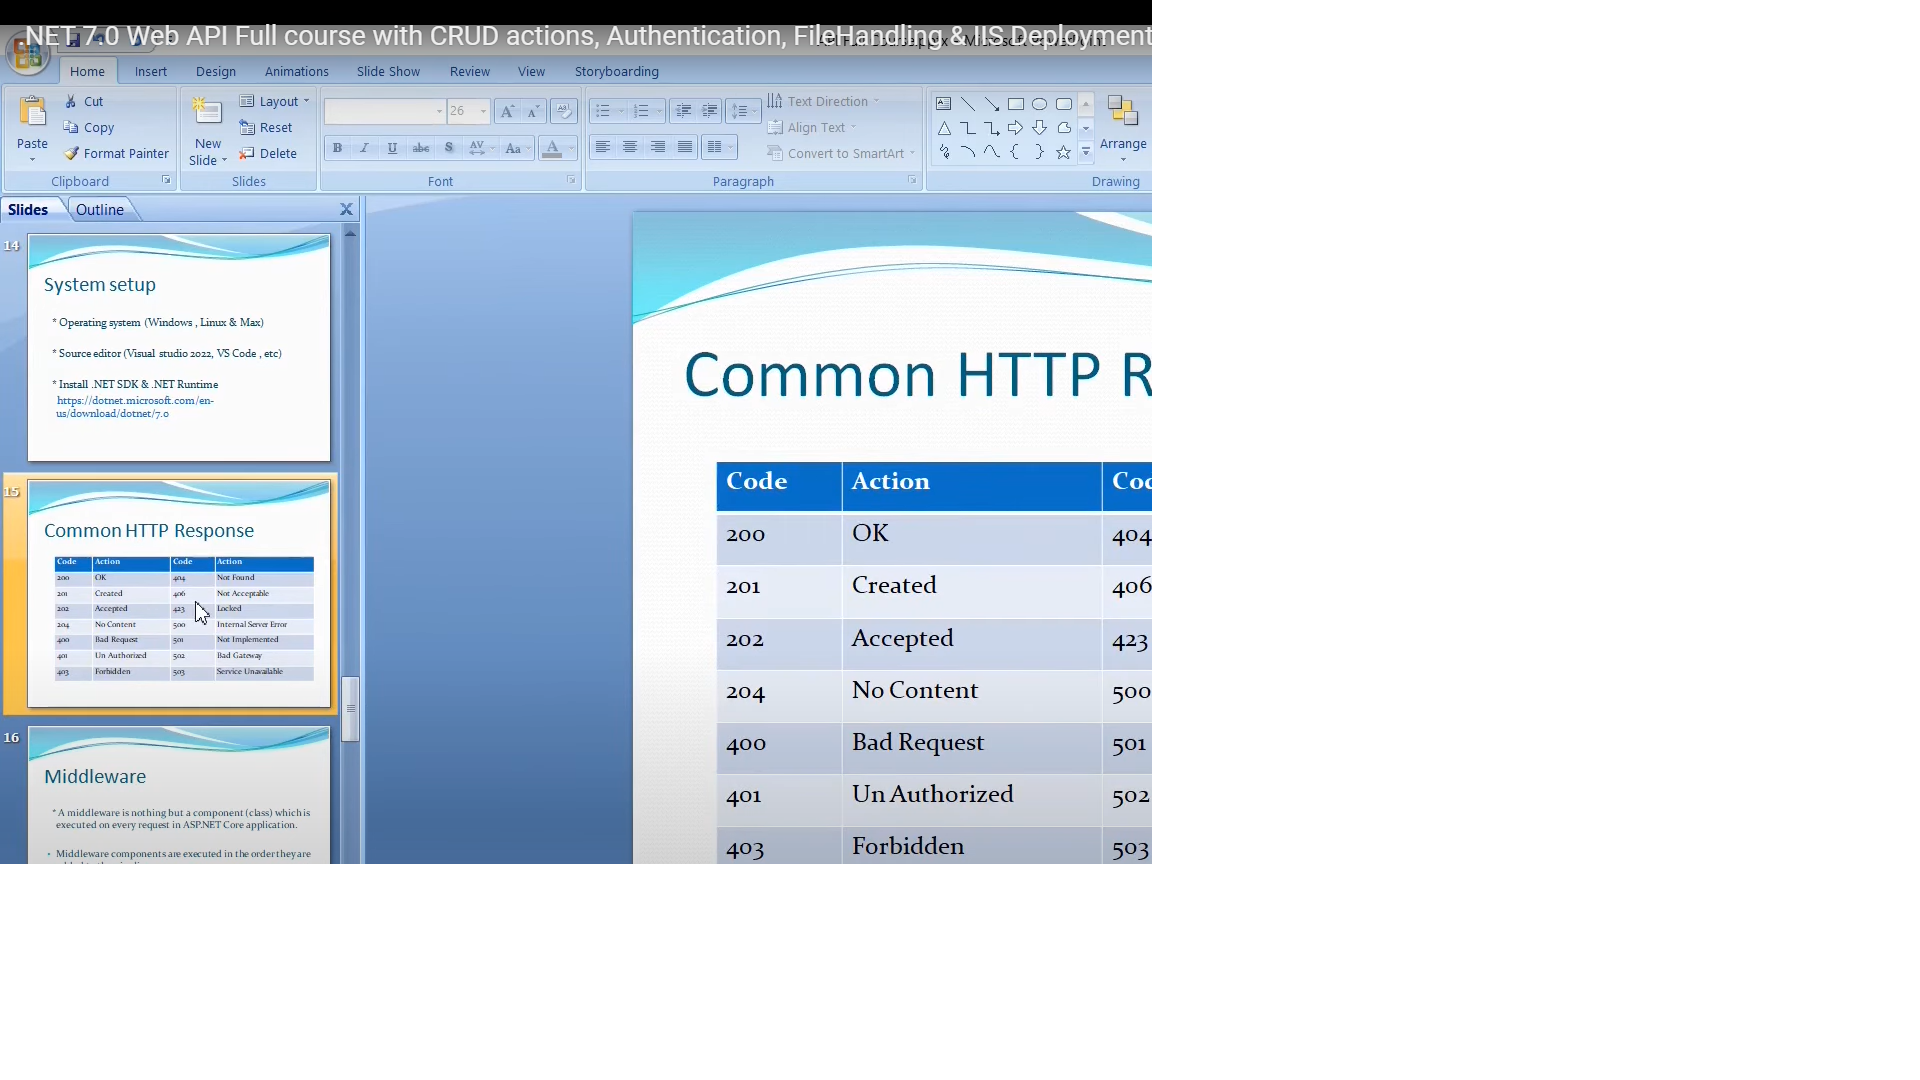 .NET 7.0 Web API Full course with CRUD actions, Authentication, FileHandling & IIS Deployment
Home Insert Design Animations Slide Show Review View Storyboarding
Paste
Cut
Copy
Format Painter
Clipboard
New
Slide
Layout
Reset
Delete
Slides
26
B I U abc S AV Aa A
Font
Text Direction
Align Text
Convert to SmartArt
Paragraph
Arrange
Drawing
Slides Outline
14
System setup
* Operating system (Windows , Linux & Max)
* Source editor (Visual studio 2022, VS Code , etc)
* Install .NET SDK & .NET Runtime
https://dotnet.microsoft.com/en-
us/download/dotnet/7.0
15
Common HTTP Response
Code Action Code Action
200 OK 404 Not Found
201 Created 406 Not Acceptable
202 Accepted 423 Locked
204 No Content 500 Internal Server Error
400 Bad Request 501 Not Implemented
401 Un Authorized 502 Bad Gateway
403 Forbidden 503 Service Unavailable
16
Middleware
* A middleware is nothing but a component (class) which is
executed on every request in ASP.NET Core application.
• Middleware components are executed in the order they are
Common HTTP R
Code Action Cod
200 OK 404
201 Created 406
202 Accepted 423
204 No Content 500
400 Bad Request 501
401 Un Authorized 502
403 Forbidden 503